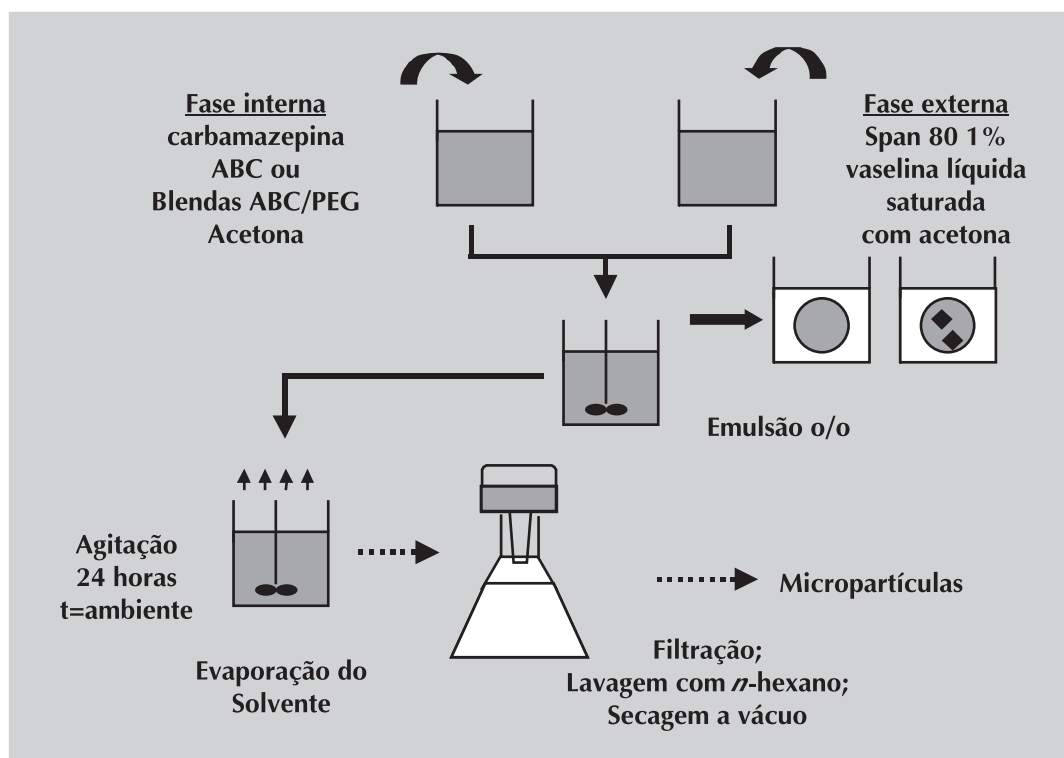 Fase interna
carbamazepina
ABC ou
Blendas ABC/PEG
Acetona
Fase externa
Span 80 1%
vaselina líquida
saturada
com acetona
Emulsão o/o
Agitação
24 horas
t=ambiente
Evaporação do
Solvente
Filtração;
Lavagem com n-hexano;
Secagem a vácuo
Micropartículas